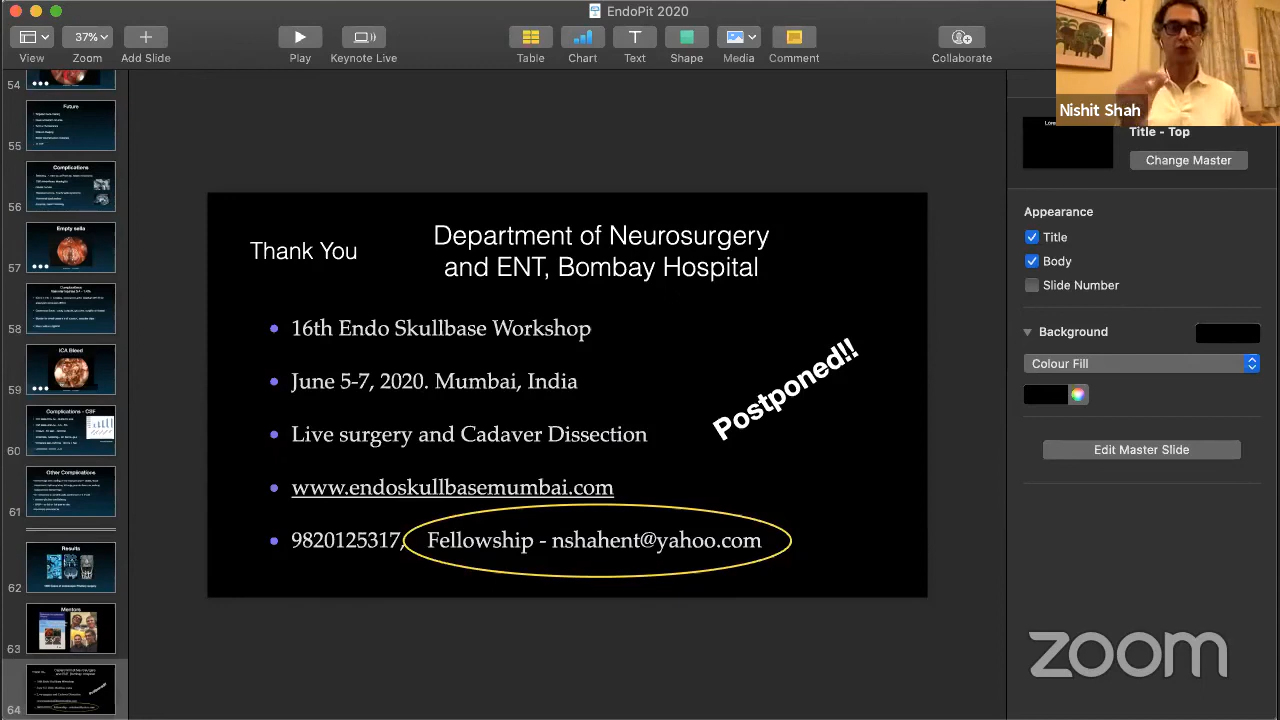 EndoPit 2020
37%
View
Zoom
Add Slide
Play
Keynote Live
Table
Chart
Text
Shape
Media
Comment
Collaborate
Nishit Shah
54
55
Future
56
Complications
57
Empty sella
58
Complications
59
ICA Bleed
60
Complications - CSF
61
Other Complications
62
Results
63
Mentors
64
Thank You
Department of Neurosurgery
and ENT, Bombay Hospital
16th Endo Skullbase Workshop
June 5-7, 2020. Mumbai, India
Live surgery and Cadaver Dissection
www.endoskullbasemumbai.com
9820125317, Fellowship - nshahent@yahoo.com
Postponed!!
Title - Top
Change Master
Appearance
Title
Body
Slide Number
Background
Colour Fill
Edit Master Slide
zoom